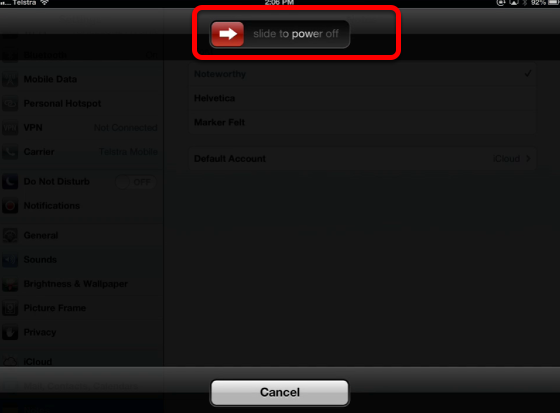 Telstra 2:06 PM 92%
slide to power off
Mobile Data
Personal Hotspot
VPN Not Connected
Carrier Telstra Mobile
Do Not Disturb OFF
Notifications
General
Sounds
Brightness & Wallpaper
Picture Frame
Privacy
iCloud
Noteworthy
Helvetica
Marker Felt
Default Account iCloud
Cancel